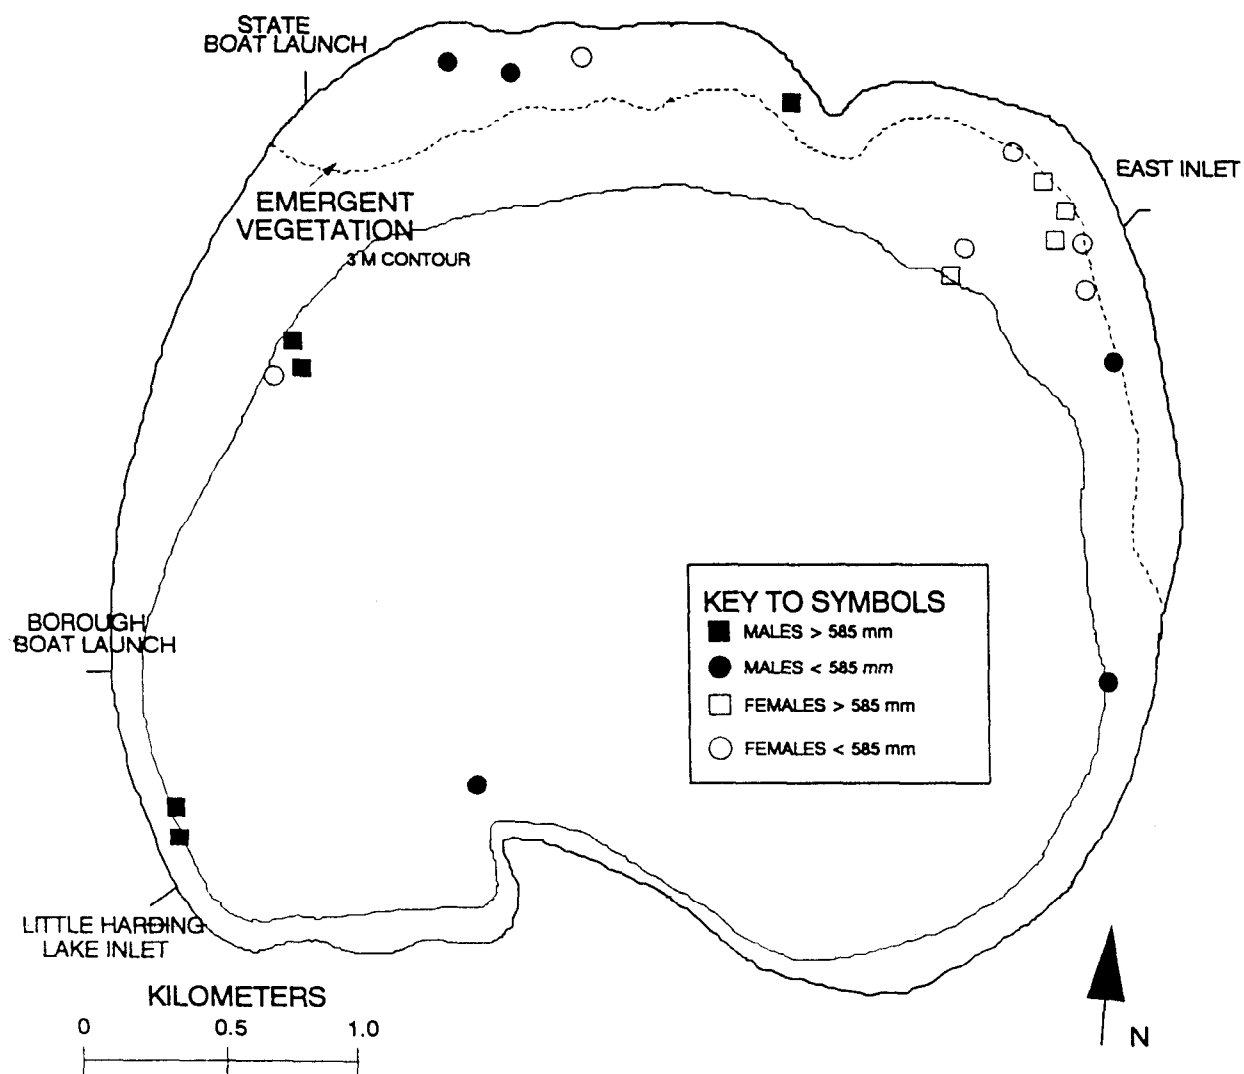 STATE
BOAT LAUNCH
EAST INLET
EMERGENT
VEGETATION
3 M CONTOUR
KEY TO SYMBOLS
MALES > 585 mm
MALES < 585 mm
FEMALES > 585 mm
FEMALES < 585 mm
BOROUGH
BOAT LAUNCH
LITTLE HARDING
LAKE INLET
KILOMETERS
0 0.5 1.0
N